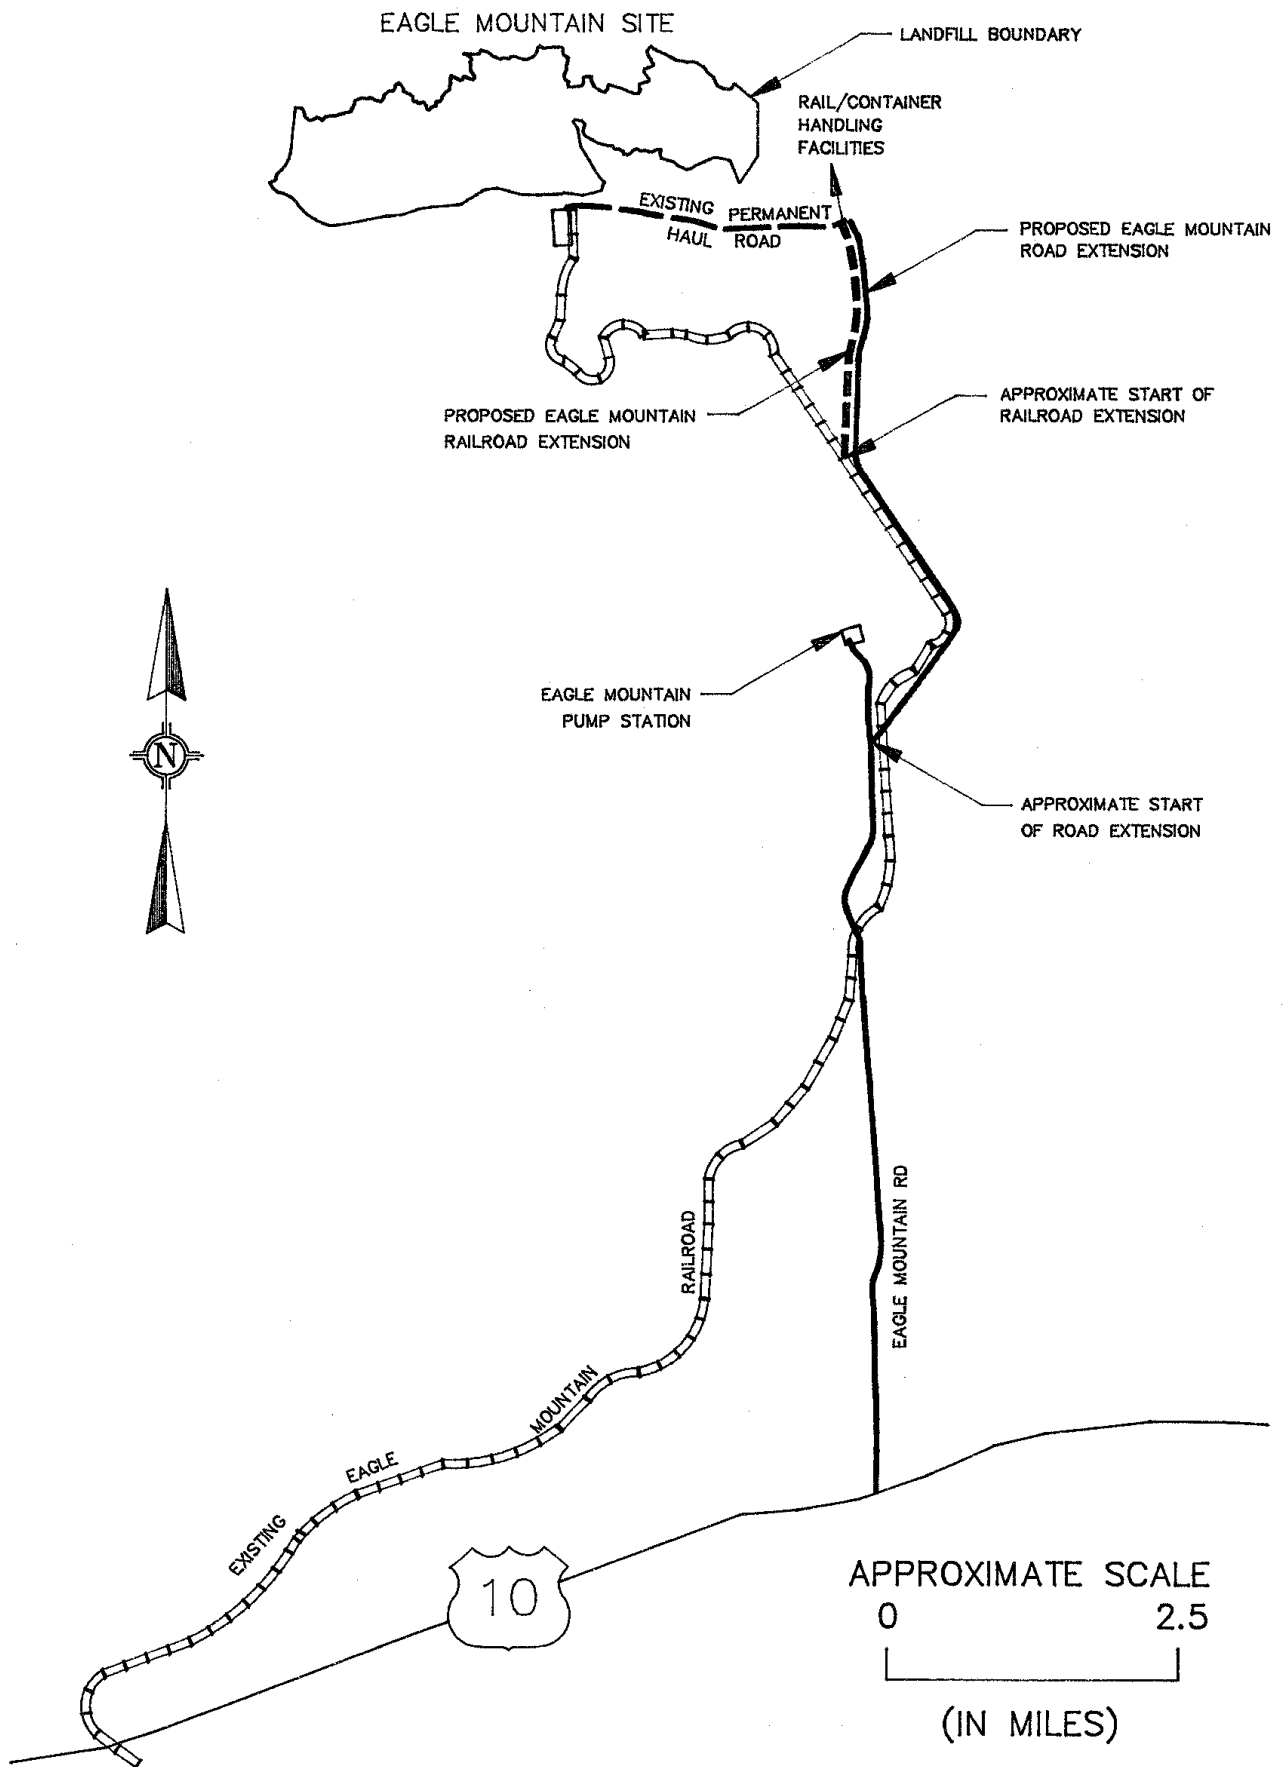 EAGLE MOUNTAIN SITE
LANDFILL BOUNDARY
RAIL/CONTAINER
HANDLING
FACILITIES
EXISTING PERMANENT
HAUL ROAD
PROPOSED EAGLE MOUNTAIN
ROAD EXTENSION
APPROXIMATE START OF
RAILROAD EXTENSION
PROPOSED EAGLE MOUNTAIN
RAILROAD EXTENSION
N
EAGLE MOUNTAIN
PUMP STATION
APPROXIMATE START
OF ROAD EXTENSION
EAGLE MOUNTAIN RD
EXISTING EAGLE MOUNTAIN RAILROAD
10
APPROXIMATE SCALE
0 2.5
(IN MILES)